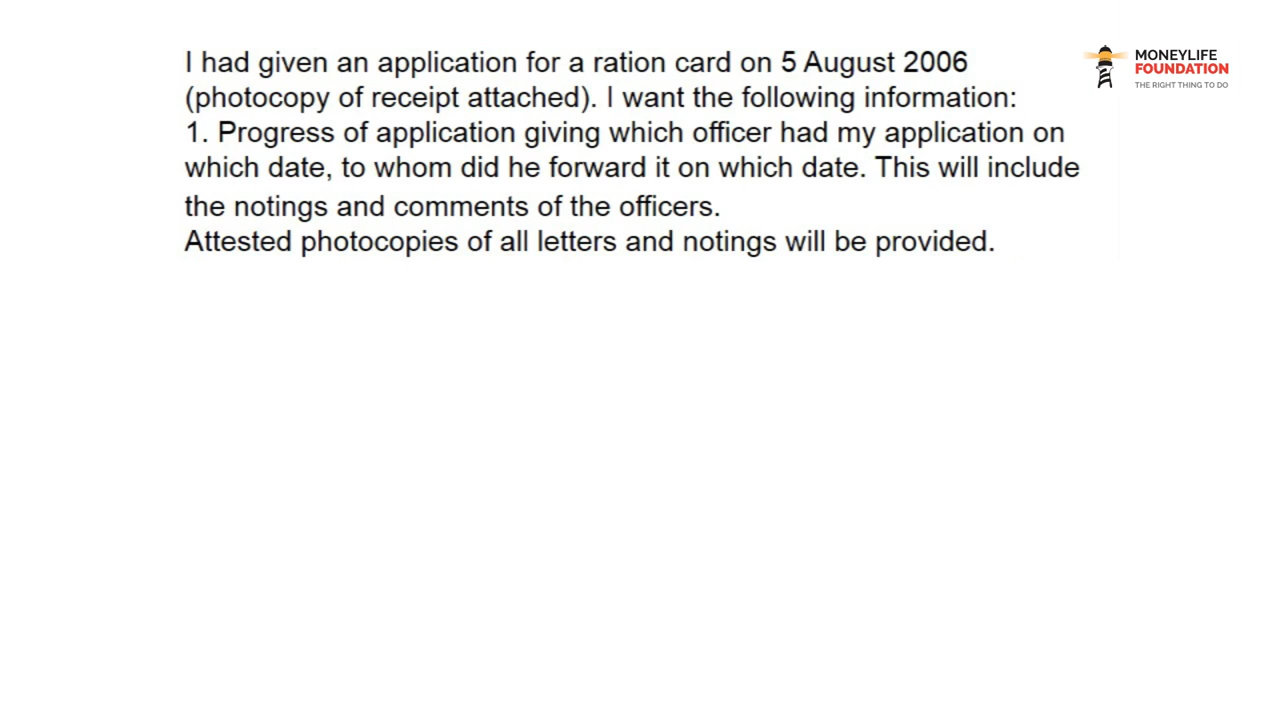 I had given an application for a ration card on 5 August 2006
(photocopy of receipt attached). I want the following information:
1. Progress of application giving which officer had my application on
which date, to whom did he forward it on which date. This will include
the notings and comments of the officers.
Attested photocopies of all letters and notings will be provided.
MONEYLIFE
FOUNDATION
THE RIGHT THING TO DO